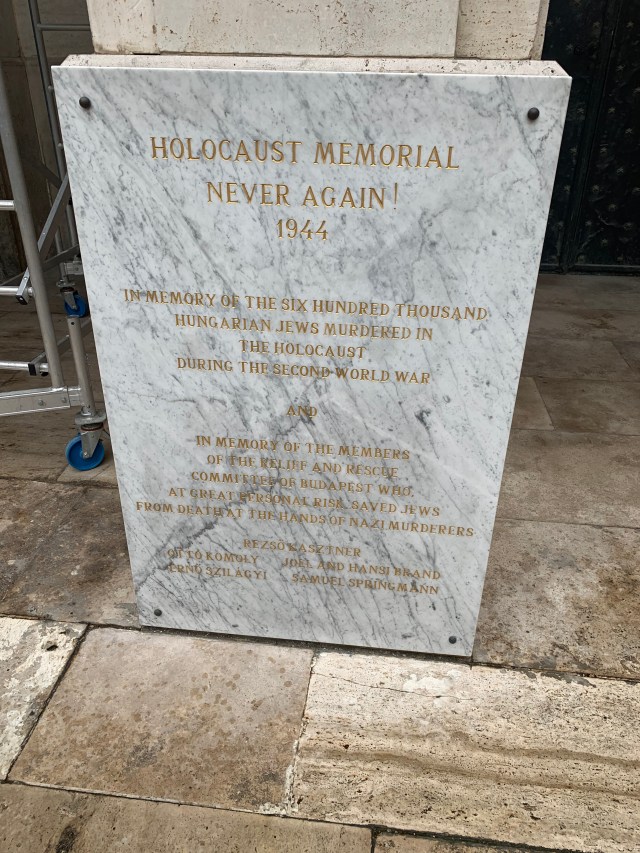 HOLOCAUST MEMORIAL
NEVER AGAIN!
1944
IN MEMORY OF THE SIX HUNDRED THOUSAND
HUNGARIAN JEWS MURDERED IN
THE HOLOCAUST
DURING THE SECOND WORLD WAR
AND
IN MEMORY OF THE MEMBERS
OF THE RELIEF AND RESCUE
COMMITTEE OF BUDAPEST WHO,
AT GREAT PERSONAL RISK, SAVED JEWS
FROM DEATH AT THE HANDS OF NAZI MURDERERS
REZSŐ KASZTNER
OTTÓ KOMOLY JOEL AND HANSI BRAND
ERNŐ SZILÁGYI SAMUEL SPRINGMANN